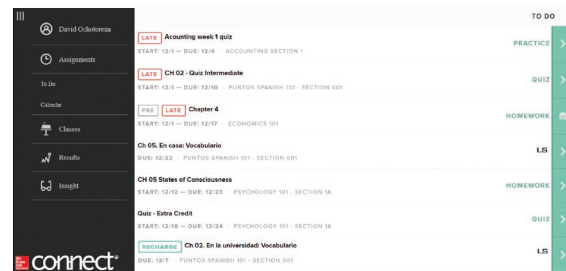 TO DO
David Ochotorena
Assignments
To Do
Calendar
Classes
Results
Insight
Mc Graw Hill Education connect®
LATE Acounting week 1 quiz
START: 12/1 — DUE: 12/4 · ACCOUNTING SECTION 1
PRACTICE
LATE CH 02 - Quiz Intermediate
START: 12/1 — DUE: 12/10 · PUNTOS SPANISH 101 - SECTION 001
QUIZ
PRE LATE Chapter 4
START: 12/1 — DUE: 12/17 · ECONOMICS 101
HOMEWORK
Ch 05. En casa: Vocabulario
DUE: 12/22 · PUNTOS SPANISH 101 - SECTION 001
LS
CH 05 States of Consciousness
START: 12/12 — DUE: 12/23 · PSYCHOLOGY 101 - SECTION 1A
HOMEWORK
Quiz - Extra Credit
START: 12/18 — DUE: 12/24 · PSYCHOLOGY 101 - SECTION 1A
QUIZ
RECHARGE Ch 02. En la universidad: Vocabulario
DUE: 12/7 · PUNTOS SPANISH 101 - SECTION 001
LS